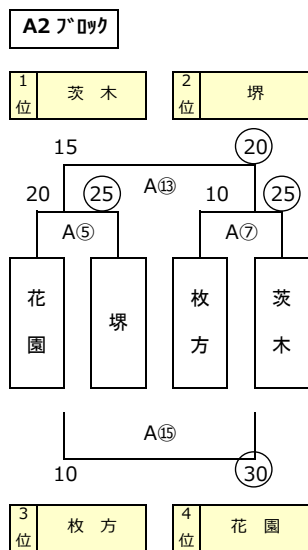 A2 ブロック
1位 茨 木 2位 堺
15 20
A⑬
20 25 10 25
A⑤ A⑦
花園 堺 枚方 茨木
A⑮
10 30
3位 枚 方 4位 花 園